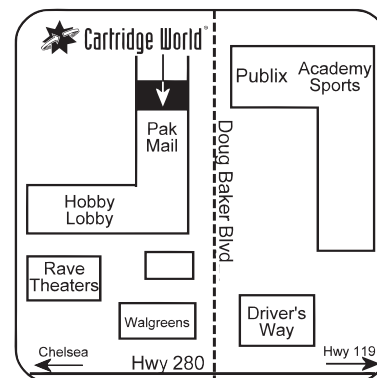 Cartridge World®
Publix
Academy
Sports
Pak
Mail
Doug Baker Blvd
Hobby
Lobby
Rave
Theaters
Walgreens
Driver's
Way
Chelsea
Hwy 280
Hwy 119